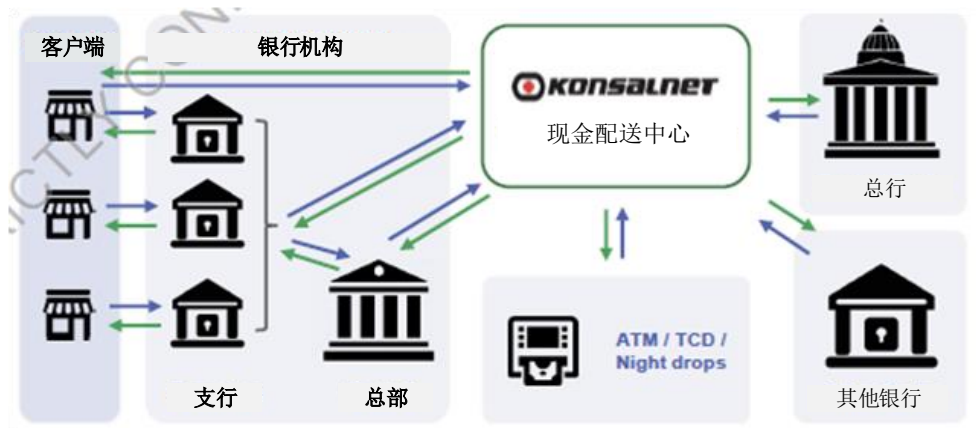 客户端
银行机构
KONSALNET
现金配送中心
总行
ATM / TCD /
Night drops
支行
总部
其他银行